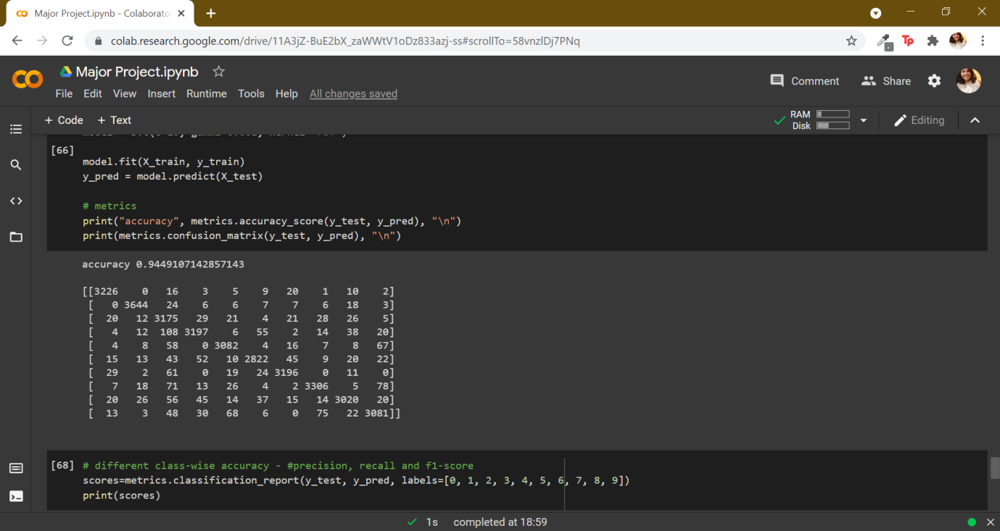 Major Project.ipynb - Colaborato
colab.research.google.com/drive/11A3jZ-BuE2bX_zaWWtV1oDz833azj-ss#scrollTo=58vnzlDj7PNq
Tp
Major Project.ipynb
Comment
Share
File Edit View Insert Runtime Tools Help All changes saved
+ Code + Text
RAM
Disk
Editing
[66]
model.fit(X_train, y_train)
y_pred = model.predict(X_test)
# metrics
print("accuracy", metrics.accuracy_score(y_test, y_pred), "\n")
print(metrics.confusion_matrix(y_test, y_pred), "\n")
accuracy 0.9449107142857143
[[3226 0 16 3 5 9 20 1 10 2]
[ 0 3644 24 6 6 7 7 6 18 3]
[ 20 12 3175 29 21 4 21 28 26 5]
[ 4 12 108 3197 6 55 2 14 38 20]
[ 4 8 58 0 3082 4 16 7 8 67]
[ 15 13 43 52 10 2822 45 9 20 22]
[ 29 2 61 0 19 24 3196 0 11 0]
[ 7 18 71 13 26 4 2 3306 5 78]
[ 20 26 56 45 14 37 15 14 3020 20]
[ 13 3 48 30 68 6 0 75 22 3081]]
[68] # different class-wise accuracy - #precision, recall and f1-score
scores=metrics.classification_report(y_test, y_pred, labels=[0, 1, 2, 3, 4, 5, 6, 7, 8, 9])
print(scores)
1s completed at 18:59